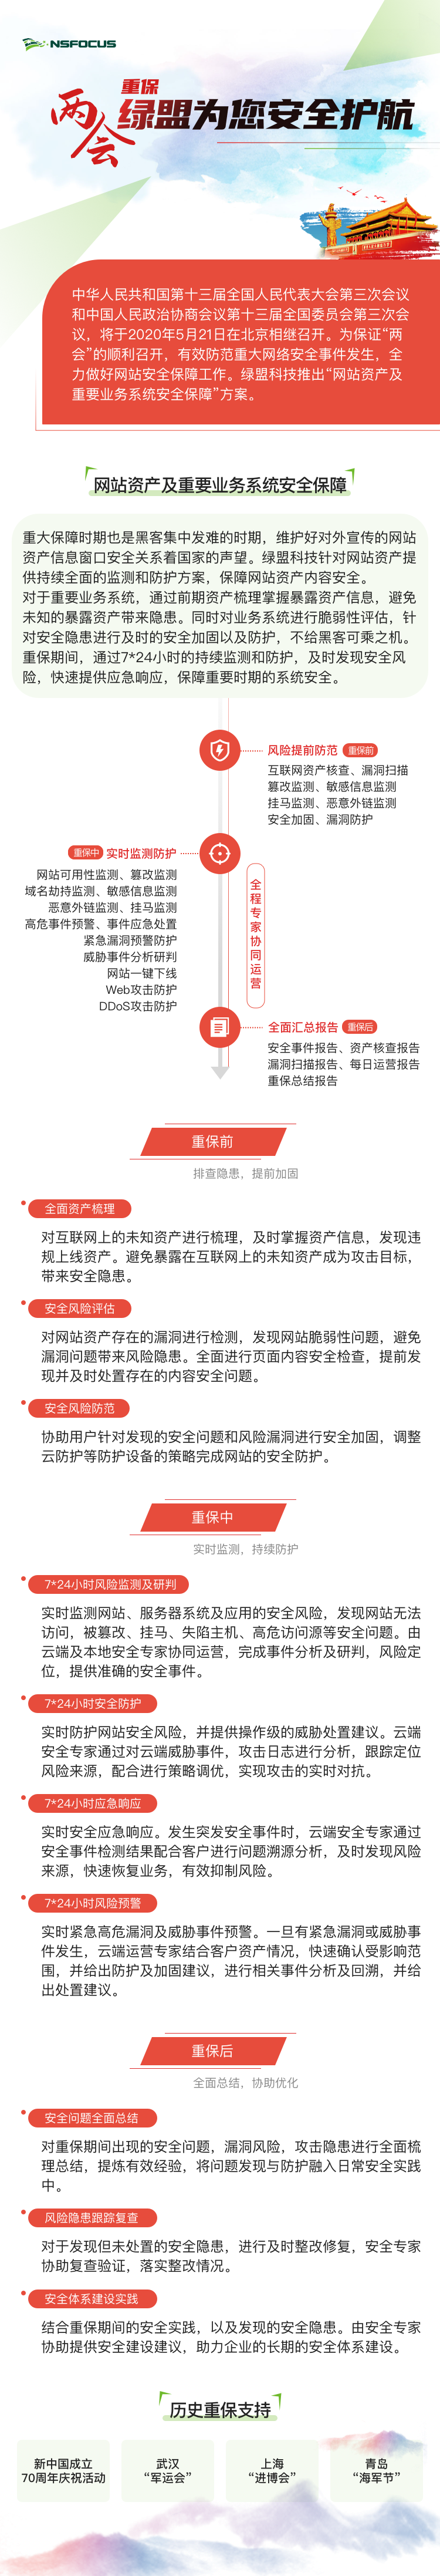 NSFOCUS
重保
两会
绿盟为您安全护航
中华人民共和国第十三届全国人民代表大会第三次会议
和中国人民政治协商会议第十三届全国委员会第三次会
议，将于2020年5月21日在北京相继召开。为保证“两
会”的顺利召开，有效防范重大网络安全事件发生，全
力做好网站安全保障工作。绿盟科技推出“网站资产及
重要业务系统安全保障”方案。
网站资产及重要业务系统安全保障
重大保障时期也是黑客集中发难的时期，维护好对外宣传的网站
资产信息窗口安全关系着国家的声望。绿盟科技针对网站资产提
供持续全面的监测和防护方案，保障网站资产内容安全。
对于重要业务系统，通过前期资产梳理掌握暴露资产信息，避免
未知的暴露资产带来隐患。同时对业务系统进行脆弱性评估，针
对安全隐患进行及时的安全加固以及防护，不给黑客可乘之机。
重保期间，通过7*24小时的持续监测和防护，及时发现安全风
险，快速提供应急响应，保障重要时期的系统安全。
风险提前防范 重保前
互联网资产核查、漏洞扫描
篡改监测、敏感信息监测
挂马监测、恶意外链监测
安全加固、漏洞防护
重保中 实时监测防护
网站可用性监测、篡改监测
域名劫持监测、敏感信息监测
恶意外链监测、挂马监测
高危事件预警、事件应急处置
紧急漏洞预警防护
威胁事件分析研判
网站一键下线
Web攻击防护
DDoS攻击防护
全程专家协同运营
全面汇总报告 重保后
安全事件报告、资产核查报告
漏洞扫描报告、每日运营报告
重保总结报告
重保前
排查隐患，提前加固
全面资产梳理
对互联网上的未知资产进行梳理，及时掌握资产信息，发现违
规上线资产。避免暴露在互联网上的未知资产成为攻击目标，
带来安全隐患。
安全风险评估
对网站资产存在的漏洞进行检测，发现网站脆弱性问题，避免
漏洞问题带来风险隐患。全面进行页面内容安全检查，提前发
现并及时处置存在的内容安全问题。
安全风险防范
协助用户针对发现的安全问题和风险漏洞进行安全加固，调整
云防护等防护设备的策略完成网站的安全防护。
重保中
实时监测，持续防护
7*24小时风险监测及研判
实时监测网站、服务器系统及应用的安全风险，发现网站无法
访问，被篡改、挂马、失陷主机、高危访问源等安全问题。由
云端及本地安全专家协同运营，完成事件分析及研判，风险定
位，提供准确的安全事件。
7*24小时安全防护
实时防护网站安全风险，并提供操作级的威胁处置建议。云端
安全专家通过对云端威胁事件，攻击日志进行分析，跟踪定位
风险来源，配合进行策略调优，实现攻击的实时对抗。
7*24小时应急响应
实时安全应急响应。发生突发安全事件时，云端安全专家通过
安全事件检测结果配合客户进行问题溯源分析，及时发现风险
来源，快速恢复业务，有效抑制风险。
7*24小时风险预警
实时紧急高危漏洞及威胁事件预警。一旦有紧急漏洞或威胁事
件发生，云端运营专家结合客户资产情况，快速确认受影响范
围，并给出防护及加固建议，进行相关事件分析及回溯，并给
出处置建议。
重保后
全面总结，协助优化
安全问题全面总结
对重保期间出现的安全问题，漏洞风险，攻击隐患进行全面梳
理总结，提炼有效经验，将问题发现与防护融入日常安全实践
中。
风险隐患跟踪复查
对于发现但未处置的安全隐患，进行及时整改修复，安全专家
协助复查验证，落实整改情况。
安全体系建设实践
结合重保期间的安全实践，以及发现的安全隐患。由安全专家
协助提供安全建设建议，助力企业的长期的安全体系建设。
历史重保支持
新中国成立
70周年庆祝活动
武汉
“军运会”
上海
“进博会”
青岛
“海军节”